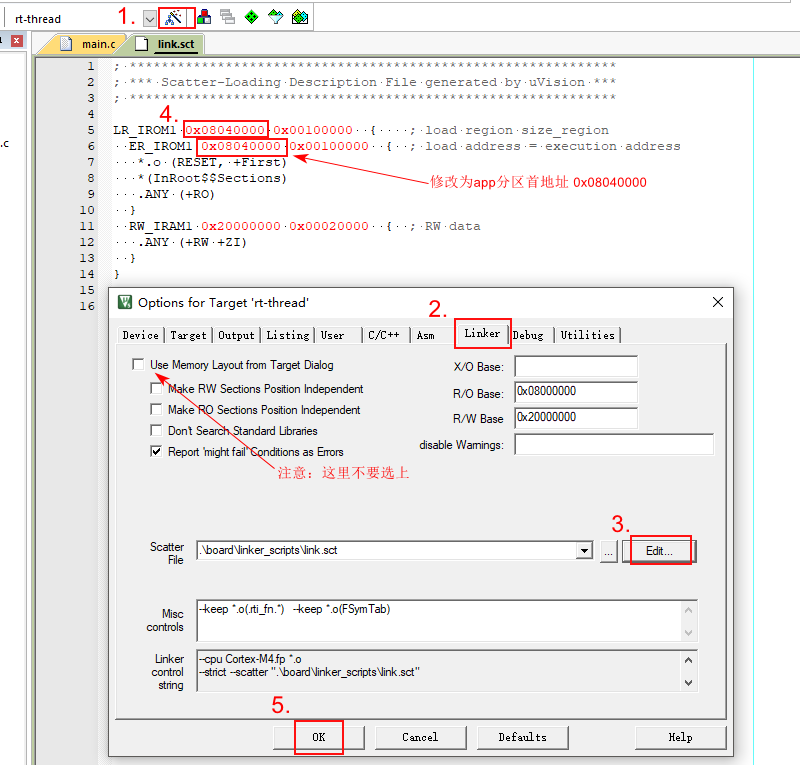 rt-thread
1.
main.c
link.sct
.c
1 ; *************************************************************
2 ; *** Scatter-Loading Description File generated by uVision ***
3 ; *************************************************************
4
4.
5 LR_IROM1 0x08040000 0x00100000 { ; load region size_region
6 ER_IROM1 0x08040000 0x00100000 { ; load address = execution address
7 *.o (RESET, +First)
8 *(InRoot$$Sections)
修改为app分区首地址 0x08040000
9 .ANY (+RO)
10 }
11 RW_IRAM1 0x20000000 0x00020000 { ; RW data
12 .ANY (+RW +ZI)
13 }
14 }
15
16
Options for Target 'rt-thread'
2.
Device Target Output Listing User C/C++ Asm Linker Debug Utilities
Use Memory Layout from Target Dialog
Make RW Sections Position Independent
Make RO Sections Position Independent
Don't Search Standard Libraries
Report 'might fail' Conditions as Errors
X/O Base:
R/O Base: 0x08000000
R/W Base 0x20000000
disable Warnings:
注意：这里不要选上
3.
Scatter File .\board\linker_scripts\link.sct ... Edit...
Misc controls --keep *.o(.rti_fn.*) --keep *.o(FSymTab)
Linker control string --cpu Cortex-M4.fp *.o
--strict --scatter ".\board\linker_scripts\link.sct"
5.
OK Cancel Defaults Help